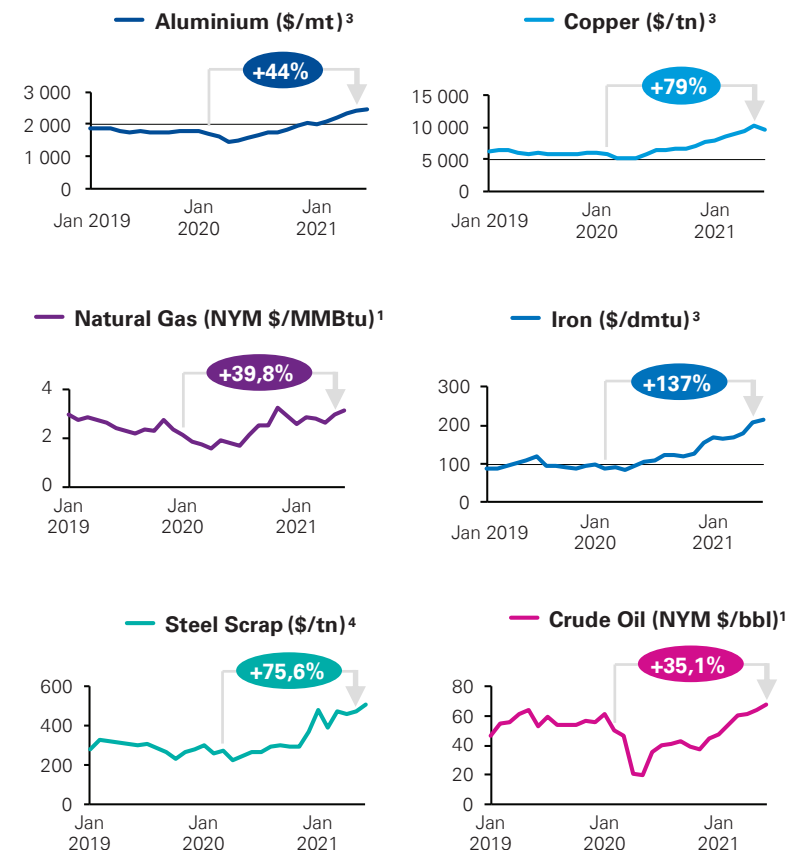 Aluminium ($/mt)³
+44%
3 000
2 000
1 000
0
Jan 2019
Jan
2020
Jan
2021
Copper ($/tn)³
+79%
15 000
10 000
5 000
0
Jan 2019
Jan
2020
Jan
2021
Natural Gas (NYM $/MMBtu)¹
+39,8%
4
2
0
Jan
2019
Jan
2020
Jan
2021
Iron ($/dmtu)³
+137%
300
200
100
0
Jan 2019
Jan
2020
Jan
2021
Steel Scrap ($/tn)⁴
+75,6%
600
400
200
0
Jan
2019
Jan
2020
Jan
2021
Crude Oil (NYM $/bbl)¹
+35,1%
80
60
40
20
0
Jan
2019
Jan
2020
Jan
2021